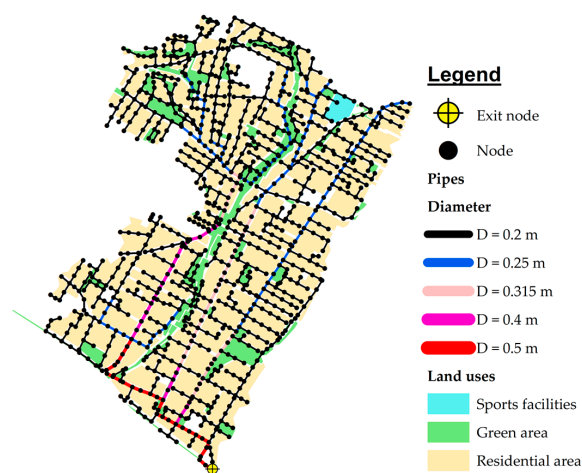 Legend
Exit node
Node
Pipes
Diameter
D = 0.2 m
D = 0.25 m
D = 0.315 m
D = 0.4 m
D = 0.5 m
Land uses
Sports facilities
Green area
Residential area